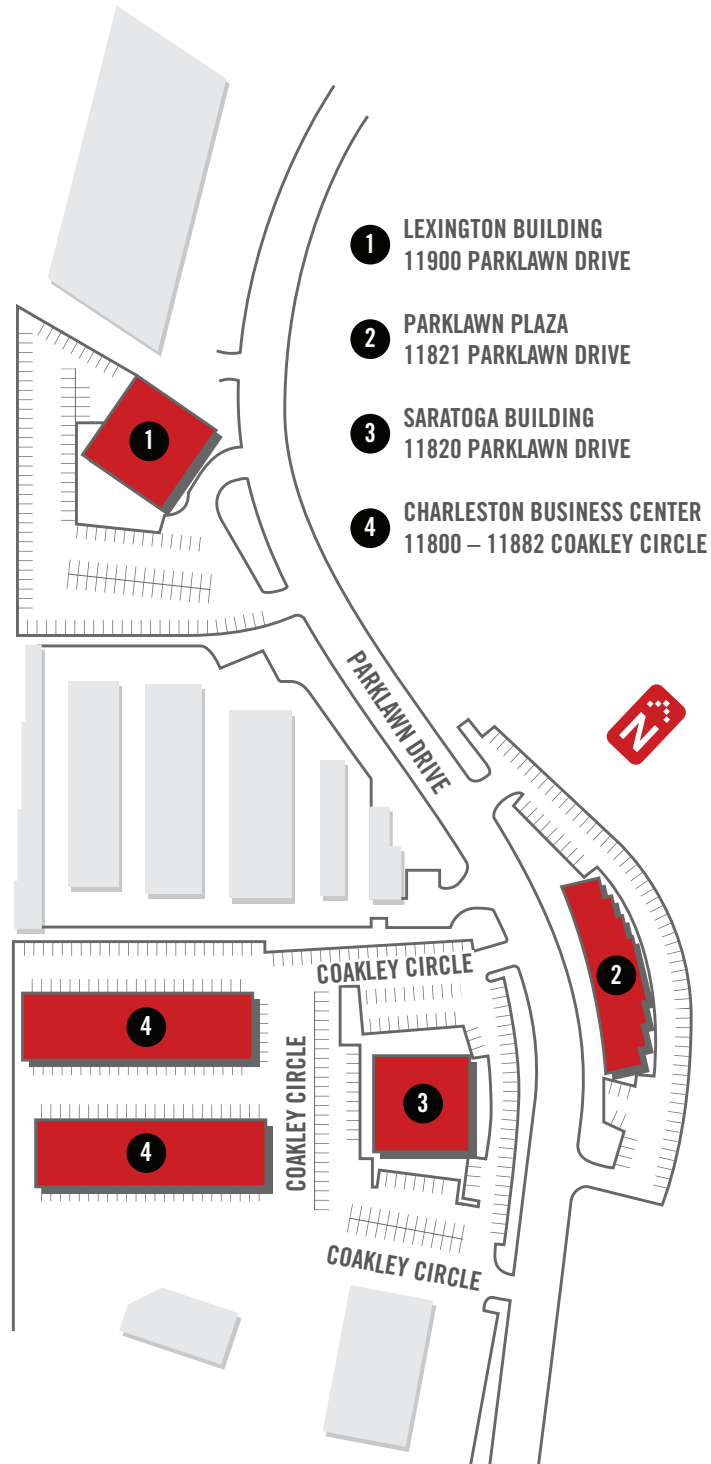 1
LEXINGTON BUILDING
11900 PARKLAWN DRIVE
2
PARKLAWN PLAZA
11821 PARKLAWN DRIVE
3
SARATOGA BUILDING
11820 PARKLAWN DRIVE
4
CHARLESTON BUSINESS CENTER
11800 – 11882 COAKLEY CIRCLE
1
PARKLAWN DRIVE
N
2
COAKLEY CIRCLE
4
COAKLEY CIRCLE
3
4
COAKLEY CIRCLE